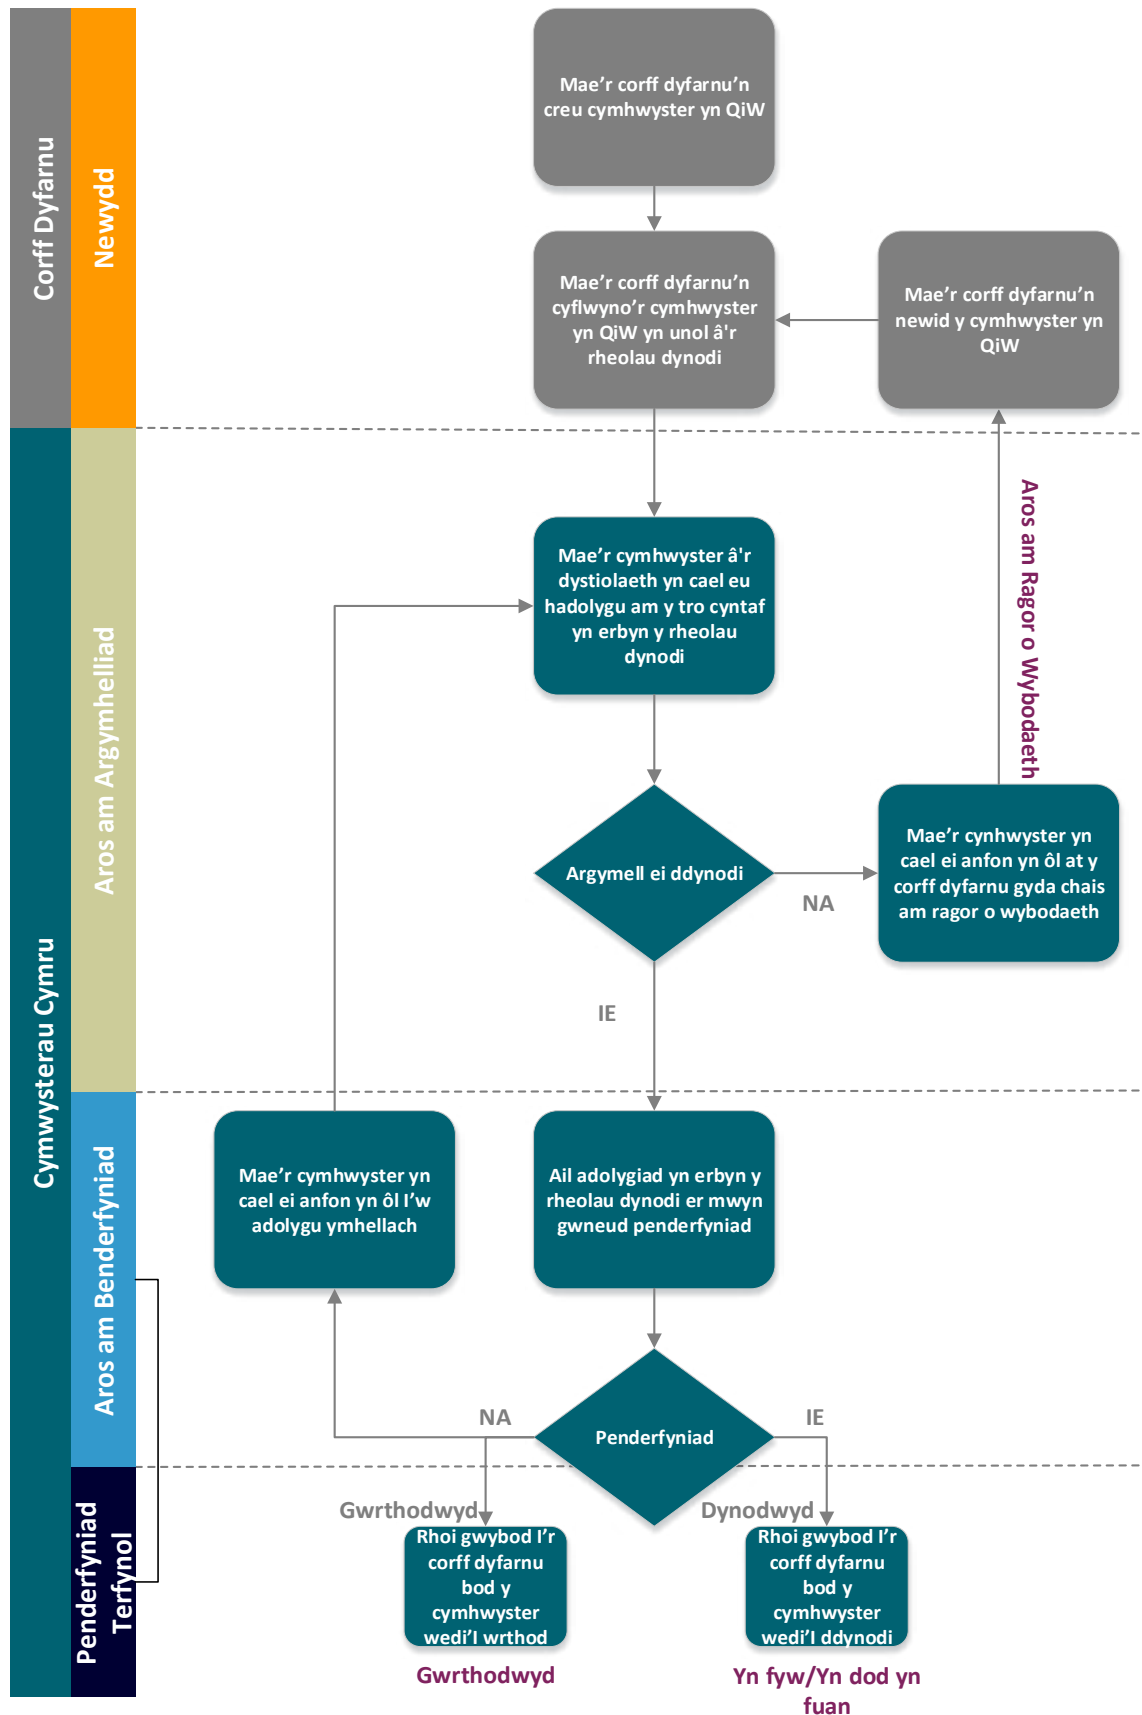 Corff Dyfarnu
Newydd
Mae’r corff dyfarnu’n
creu cymhwyster yn QiW
Mae’r corff dyfarnu’n
cyflwyno’r cymhwyster
yn QiW yn unol â'r
rheolau dynodi
Mae’r corff dyfarnu’n
newid y cymhwyster yn
QiW
Cymwysterau Cymru
Aros am Argymhelliad
Mae’r cymhwyster â'r
dystiolaeth yn cael eu
hadolygu am y tro cyntaf
yn erbyn y rheolau
dynodi
Aros am Ragor o Wybodaeth
Argymell ei ddynodi
NA
Mae’r cynhwyster yn
cael ei anfon yn ôl at y
corff dyfarnu gyda chais
am ragor o wybodaeth
IE
Aros am Benderfyniad
Mae’r cymhwyster yn
cael ei anfon yn ôl I’w
adolygu ymhellach
Ail adolygiad yn erbyn y
rheolau dynodi er mwyn
gwneud penderfyniad
NA
Penderfyniad
IE
Penderfyniad
Terfynol
Gwrthodwyd
Dynodwyd
Rhoi gwybod I’r
corff dyfarnu
bod y
cymhwyster
wedi’I wrthod
Rhoi gwybod I’r
corff dyfarnu
bod y
cymhwyster
wedi’I ddynodi
Gwrthodwyd
Yn fyw/Yn dod yn
fuan